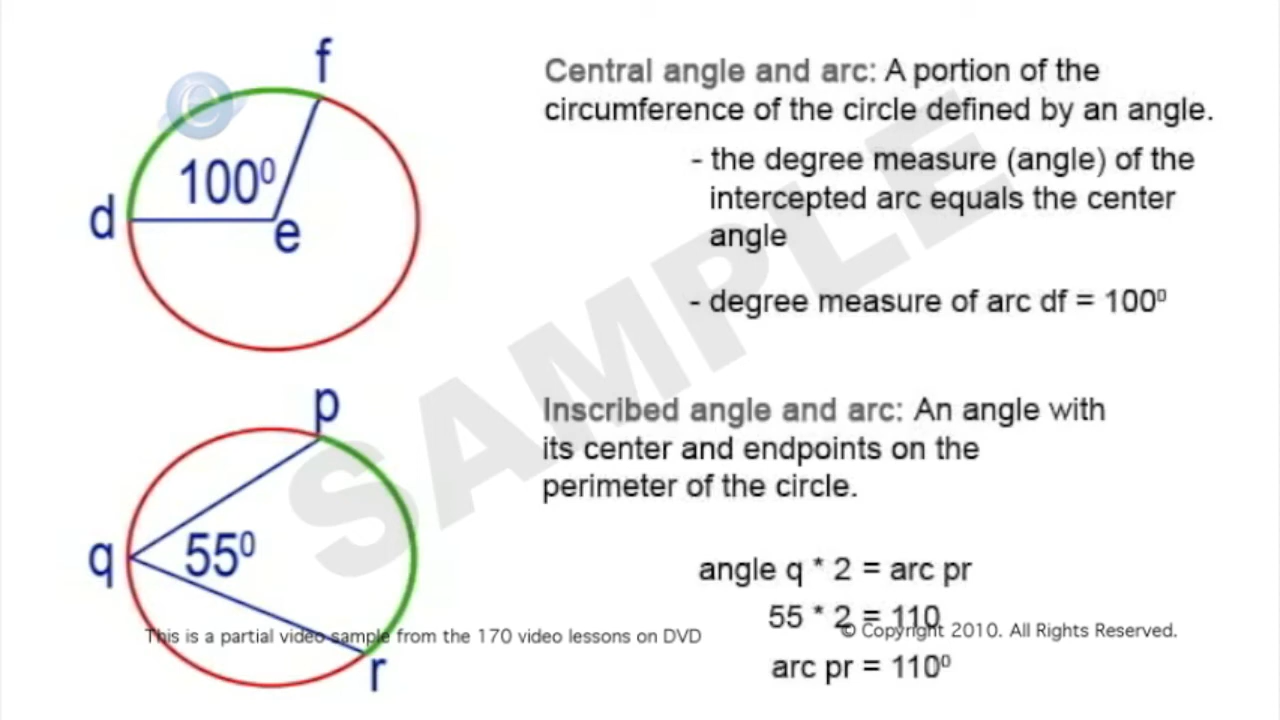 f
Central angle and arc: A portion of the
circumference of the circle defined by an angle.
- the degree measure (angle) of the
intercepted arc equals the center
angle
100⁰
d
e
- degree measure of arc df = 100⁰
p
Inscribed angle and arc: An angle with
its center and endpoints on the
perimeter of the circle.
q
55⁰
angle q * 2 = arc pr
55 * 2 = 110
This is a partial video sample from the 170 video lessons on DVD
© Copyright 2010. All Rights Reserved.
r
arc pr = 110⁰
SAMPLE